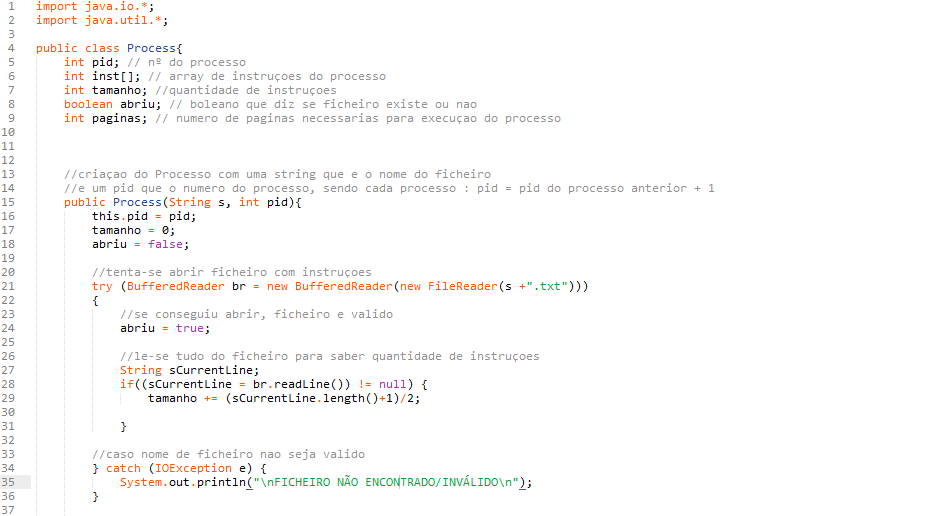 1 import java.io.*;
2 import java.util.*;
3
4 public class Process{
5 int pid; // nº do processo
6 int inst[]; // array de instruçoes do processo
7 int tamanho; //quantidade de instruçoes
8 boolean abriu; // boleano que diz se ficheiro existe ou nao
9 int paginas; // numero de paginas necessarias para execuçao do processo
10
11
12
13 //criaçao do Processo com uma string que e o nome do ficheiro
14 //e um pid que o numero do processo, sendo cada processo : pid = pid do processo anterior + 1
15 public Process(String s, int pid){
16 this.pid = pid;
17 tamanho = 0;
18 abriu = false;
19
20 //tenta-se abrir ficheiro com instruçoes
21 try (BufferedReader br = new BufferedReader(new FileReader(s +".txt")))
22 {
23 //se conseguiu abrir, ficheiro e valido
24 abriu = true;
25
26 //le-se tudo do ficheiro para saber quantidade de instruçoes
27 String sCurrentLine;
28 if((sCurrentLine = br.readLine()) != null) {
29 tamanho += (sCurrentLine.length()+1)/2;
30
31 }
32
33 //caso nome de ficheiro nao seja valido
34 } catch (IOException e) {
35 System.out.println("\nFICHEIRO NÃO ENCONTRADO/INVÁLIDO\n");
36 }
37